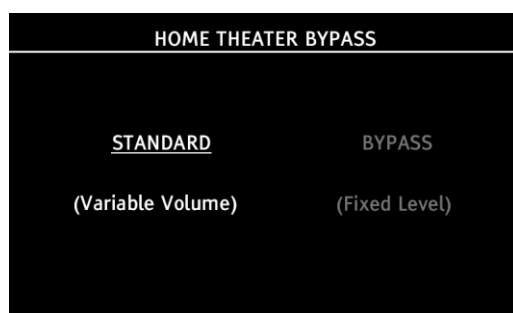 HOME THEATER BYPASS
STANDARD BYPASS
(Variable Volume) (Fixed Level)